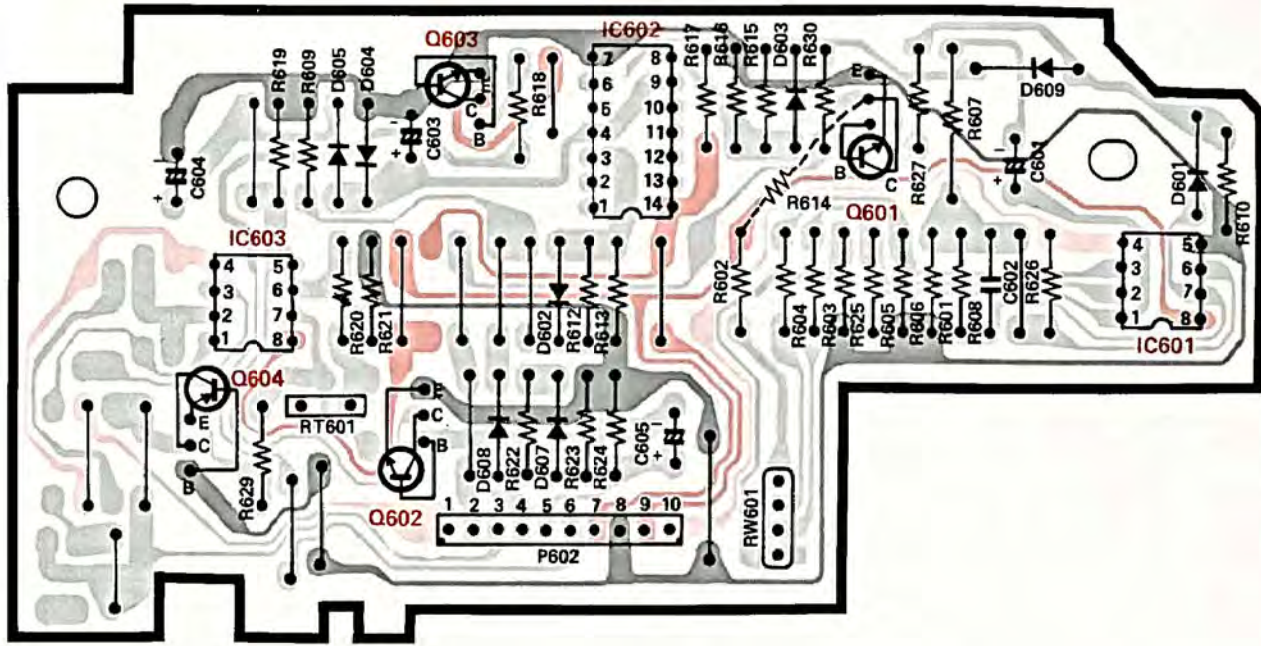 Q603
IC602
R619
R609
D605
D604
R618
R617
R616
R615
D603
R630
R607
D609
E
C
B
C603
7 8
6 9
5 10
4 11
3 12
2 13
1 14
E
B
C
R627
C601
D601
R610
C604
R614
Q601
IC603
4 5
3 6
2 7
1 8
R620
R621
D602
R612
R613
R602
R604
R603
R625
R605
R606
R601
R608
C602
R626
4 5
3 6
2 7
1 8
IC601
Q604
E
C
B
RT601
E
C
B
R629
D608
R622
D607
R623
R624
C605
RW601
Q602
1 2 3 4 5 6 7 8 9 10
P602